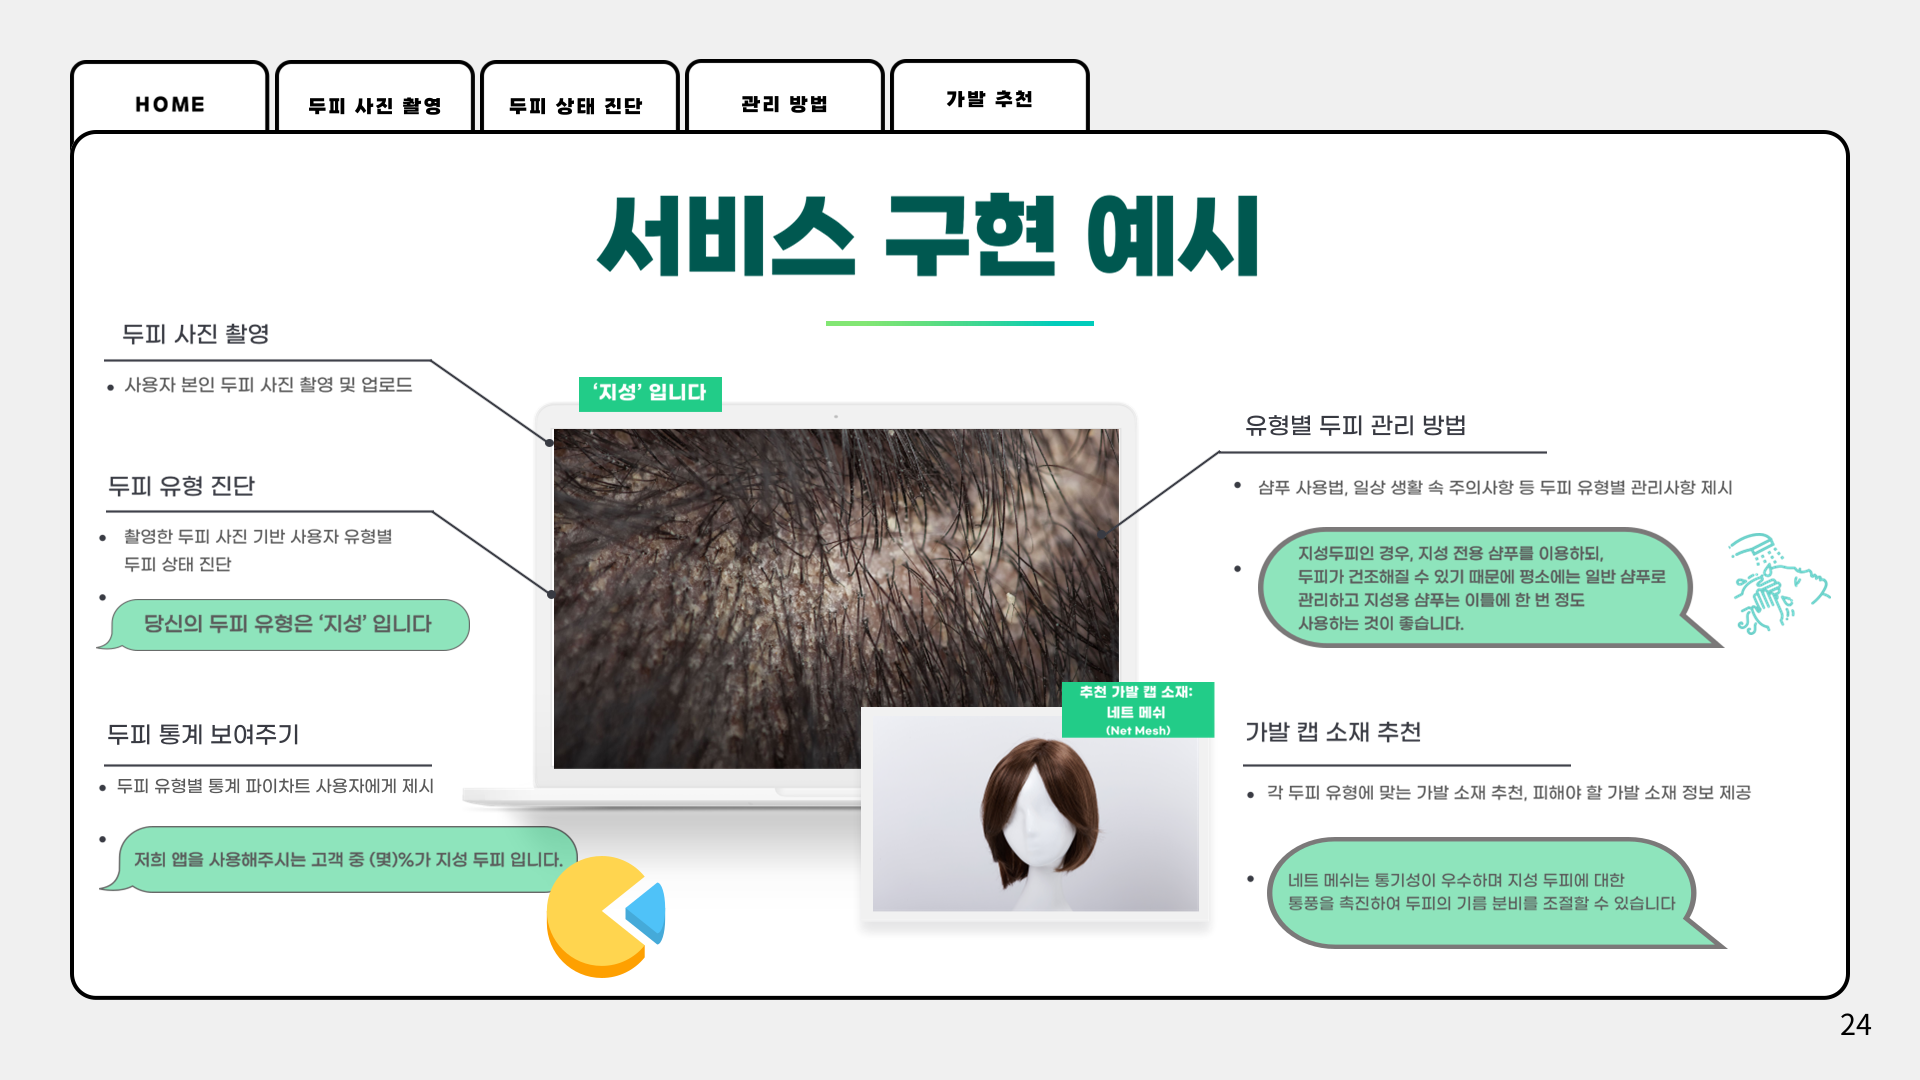 HOME
두피 사진 촬영
두피 상태 진단
관리 방법
가발 추천
서비스 구현 예시
두피 사진 촬영
• 사용자 본인 두피 사진 촬영 및 업로드
두피 유형 진단
• 촬영한 두피 사진 기반 사용자 유형별
두피 상태 진단
• 당신의 두피 유형은 ‘지성’ 입니다
두피 통계 보여주기
• 두피 유형별 통계 파이차트 사용자에게 제시
• 저희 앱을 사용해주시는 고객 중 (몇)%가 지성 두피 입니다.
‘지성’ 입니다
추천 가발 캡 소재:
네트 메쉬
(Net Mesh)
유형별 두피 관리 방법
• 샴푸 사용법, 일상 생활 속 주의사항 등 두피 유형별 관리사항 제시
• 지성두피인 경우, 지성 전용 샴푸를 이용하되,
두피가 건조해질 수 있기 때문에 평소에는 일반 샴푸로
관리하고 지성용 샴푸는 이틀에 한 번 정도
사용하는 것이 좋습니다.
가발 캡 소재 추천
• 각 두피 유형에 맞는 가발 소재 추천, 피해야 할 가발 소재 정보 제공
• 네트 메쉬는 통기성이 우수하며 지성 두피에 대한
통풍을 촉진하여 두피의 기름 분비를 조절할 수 있습니다
24